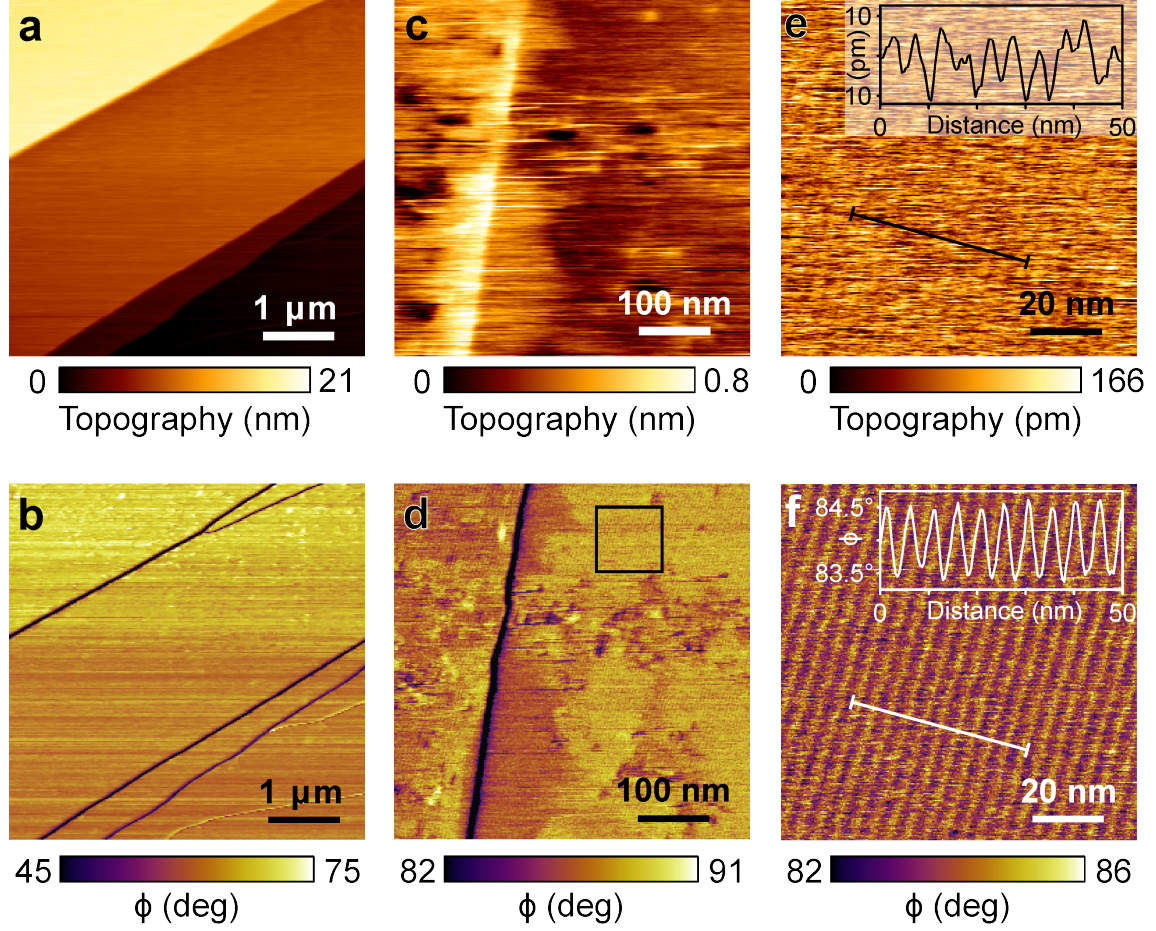 a
1 µm
0 21
Topography (nm)
c
100 nm
0 0.8
Topography (nm)
e
10
(pm)
10
0 Distance (nm) 50
20 nm
0 166
Topography (pm)
b
1 µm
45 75
ϕ (deg)
d
100 nm
82 91
ϕ (deg)
f
84.5°
ϕ
83.5°
0 Distance (nm) 50
20 nm
82 86
ϕ (deg)